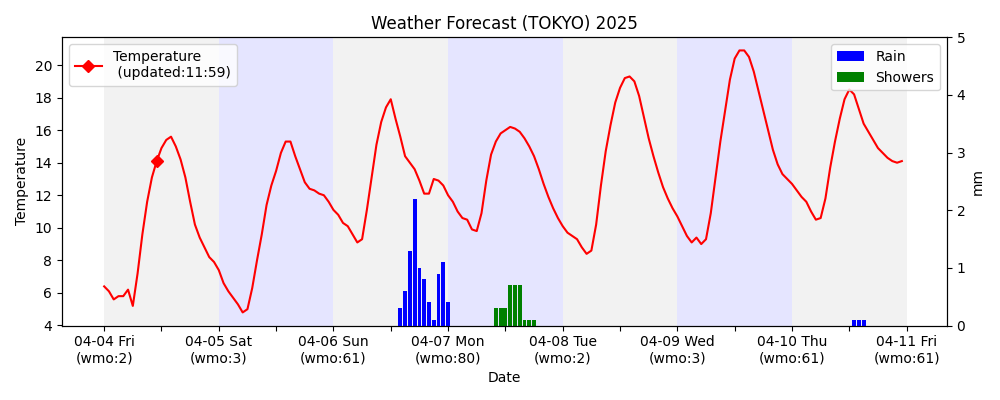 Weather Forecast (TOKYO) 2025
Temperature
(updated:11:59)
Rain
Showers
Temperature
20
18
16
14
12
10
8
6
4
5
4
3
2
1
0
mm
04-04 Fri
(wmo:2)
04-05 Sat
(wmo:3)
04-06 Sun
(wmo:61)
04-07 Mon
(wmo:80)
04-08 Tue
(wmo:2)
04-09 Wed
(wmo:3)
04-10 Thu
(wmo:61)
04-11 Fri
(wmo:61)
Date